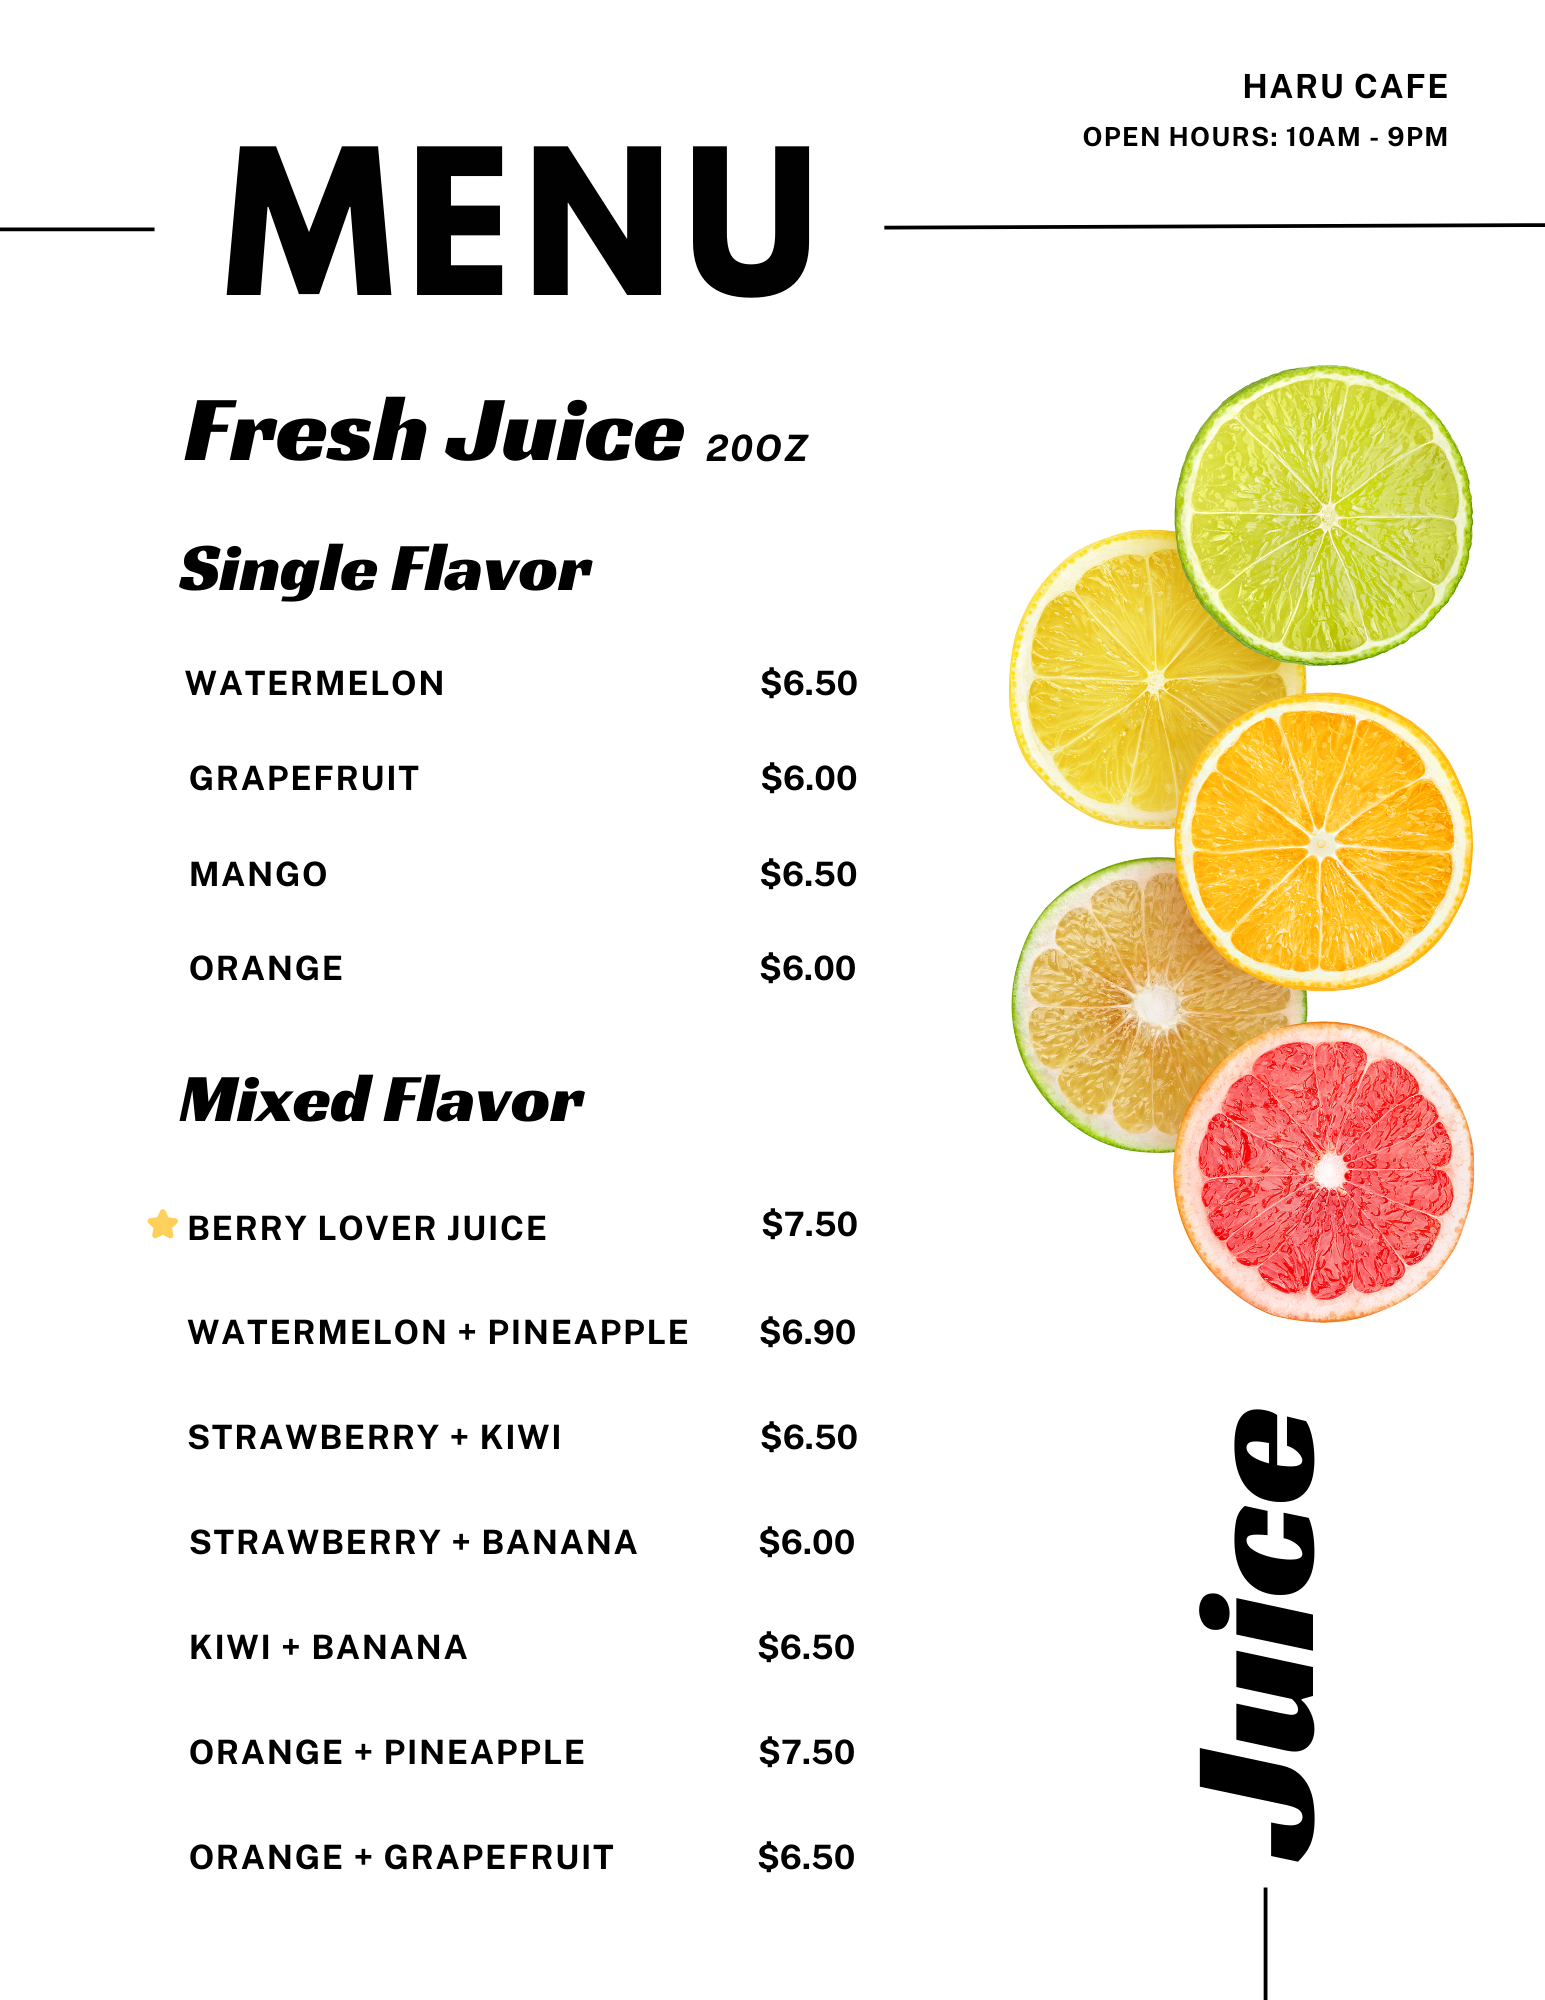 HARU CAFE
OPEN HOURS: 10AM - 9PM
MENU
Fresh Juice 20OZ
Single Flavor
WATERMELON $6.50
GRAPEFRUIT $6.00
MANGO $6.50
ORANGE $6.00
Mixed Flavor
BERRY LOVER JUICE $7.50
WATERMELON + PINEAPPLE $6.90
STRAWBERRY + KIWI $6.50
STRAWBERRY + BANANA $6.00
KIWI + BANANA $6.50
ORANGE + PINEAPPLE $7.50
ORANGE + GRAPEFRUIT $6.50
Juice